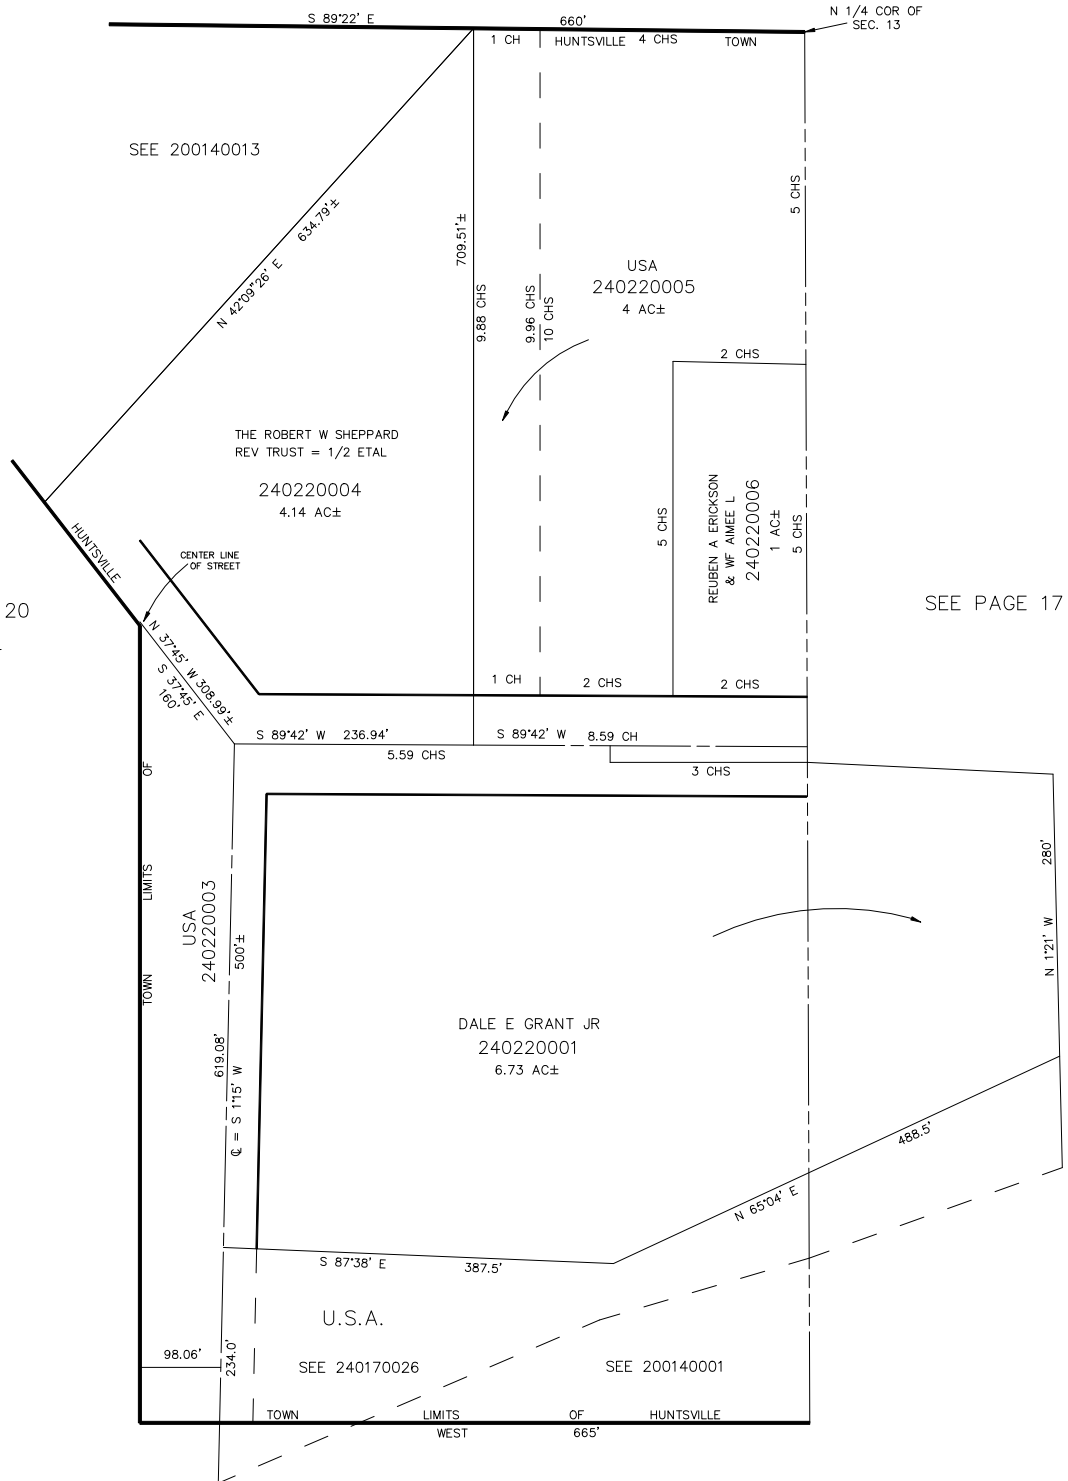 S 89°22' E
660'
N 1/4 COR OF
SEC. 13
1 CH
HUNTSVILLE 4 CHS TOWN
SEE 200140013
5 CHS
634.79'±
N 42°09'26" E
709.51'±
USA
240220005
4 AC±
9.88 CHS
9.96 CHS
10 CHS
2 CHS
THE ROBERT W SHEPPARD
REV TRUST = 1/2 ETAL
240220004
4.14 AC±
REUBEN A ERICKSON
& WF AIMEE L
240220006
1 AC±
5 CHS
5 CHS
HUNTSVILLE
CENTER LINE
OF STREET
20
SEE PAGE 17
N 37°45' W 308.99'±
S 37°45' E
160'
1 CH
2 CHS
2 CHS
S 89°42' W 236.94'
S 89°42' W 8.59 CH
5.59 CHS
3 CHS
OF
LIMITS
TOWN
USA
240220003
500'±
619.08'
℄ = S 1°15' W
280'
N 1°21' W
DALE E GRANT JR
240220001
6.73 AC±
488.5'
N 65°04' E
S 87°38' E
387.5'
U.S.A.
98.06'
234.0'
SEE 240170026
SEE 200140001
TOWN LIMITS OF HUNTSVILLE
WEST 665'